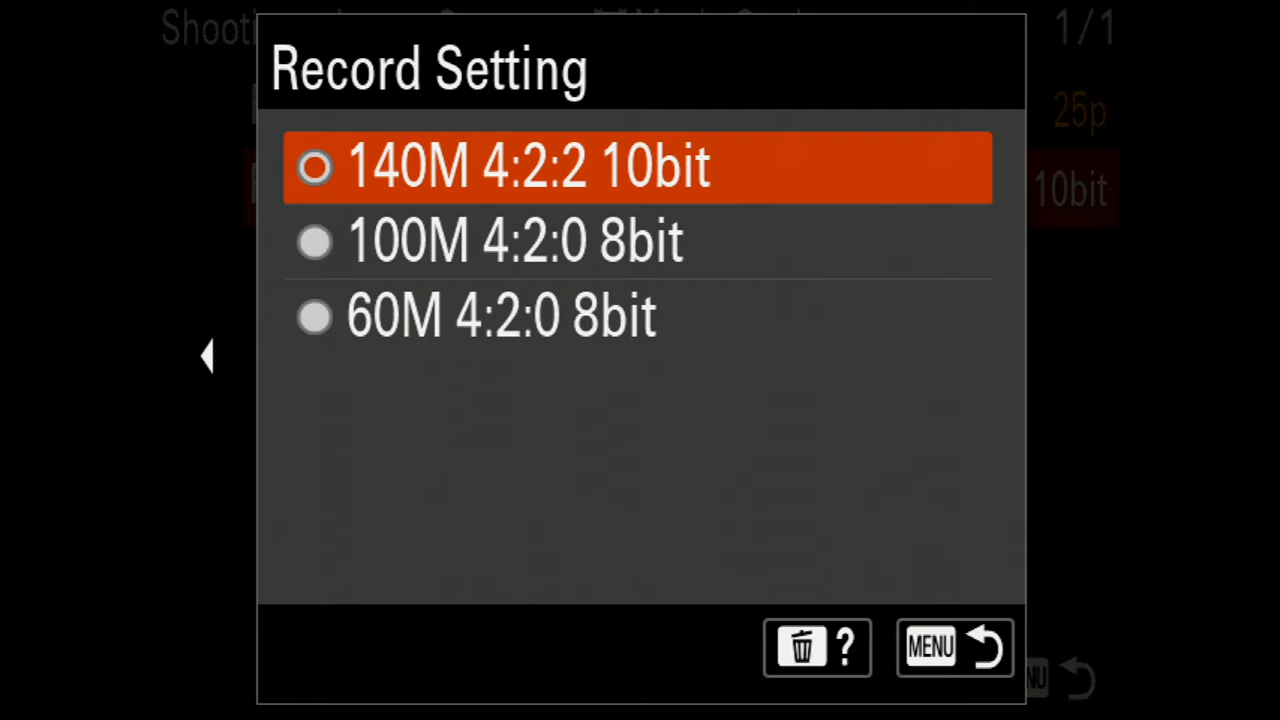 1/1
Record Setting
25p
140M 4:2:2 10bit
10bit
100M 4:2:0 8bit
60M 4:2:0 8bit
?
MENU